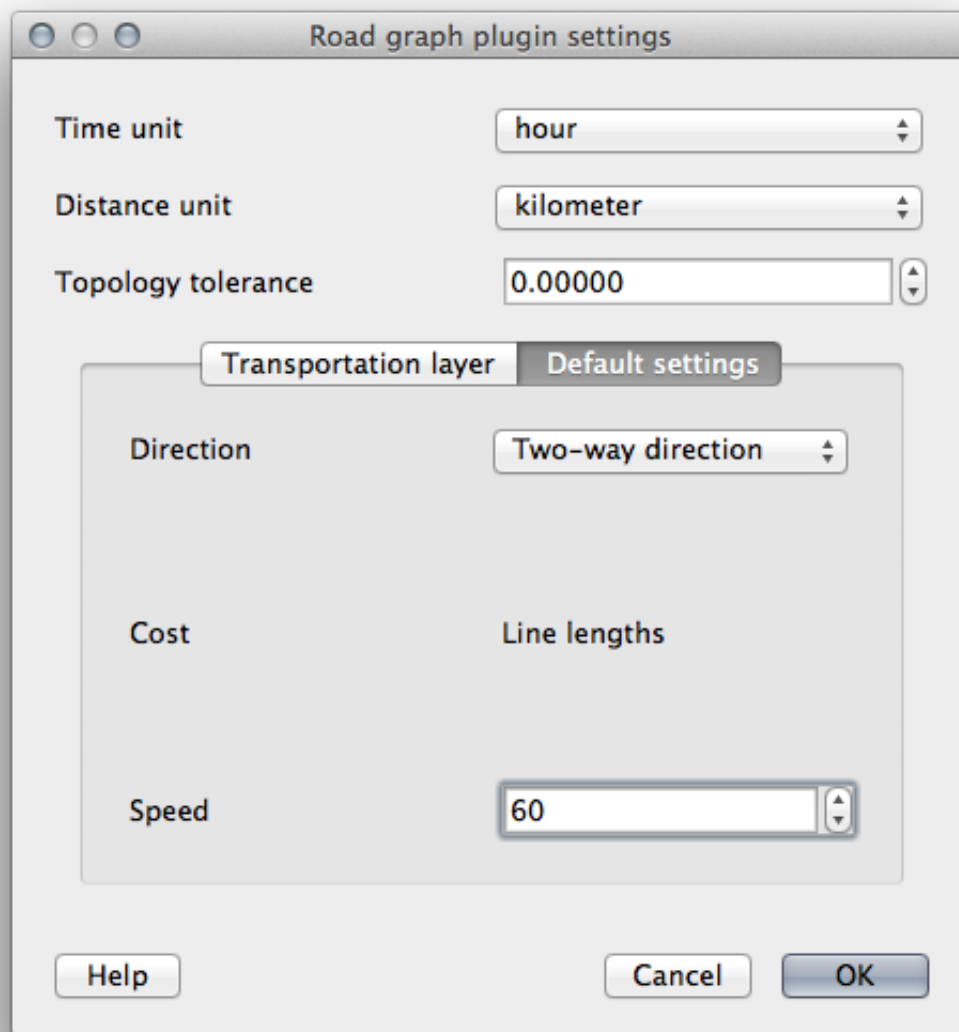 Road graph plugin settings
Time unit hour
Distance unit kilometer
Topology tolerance 0.00000
Transportation layer Default settings
Direction Two-way direction
Cost Line lengths
Speed 60
Help Cancel OK